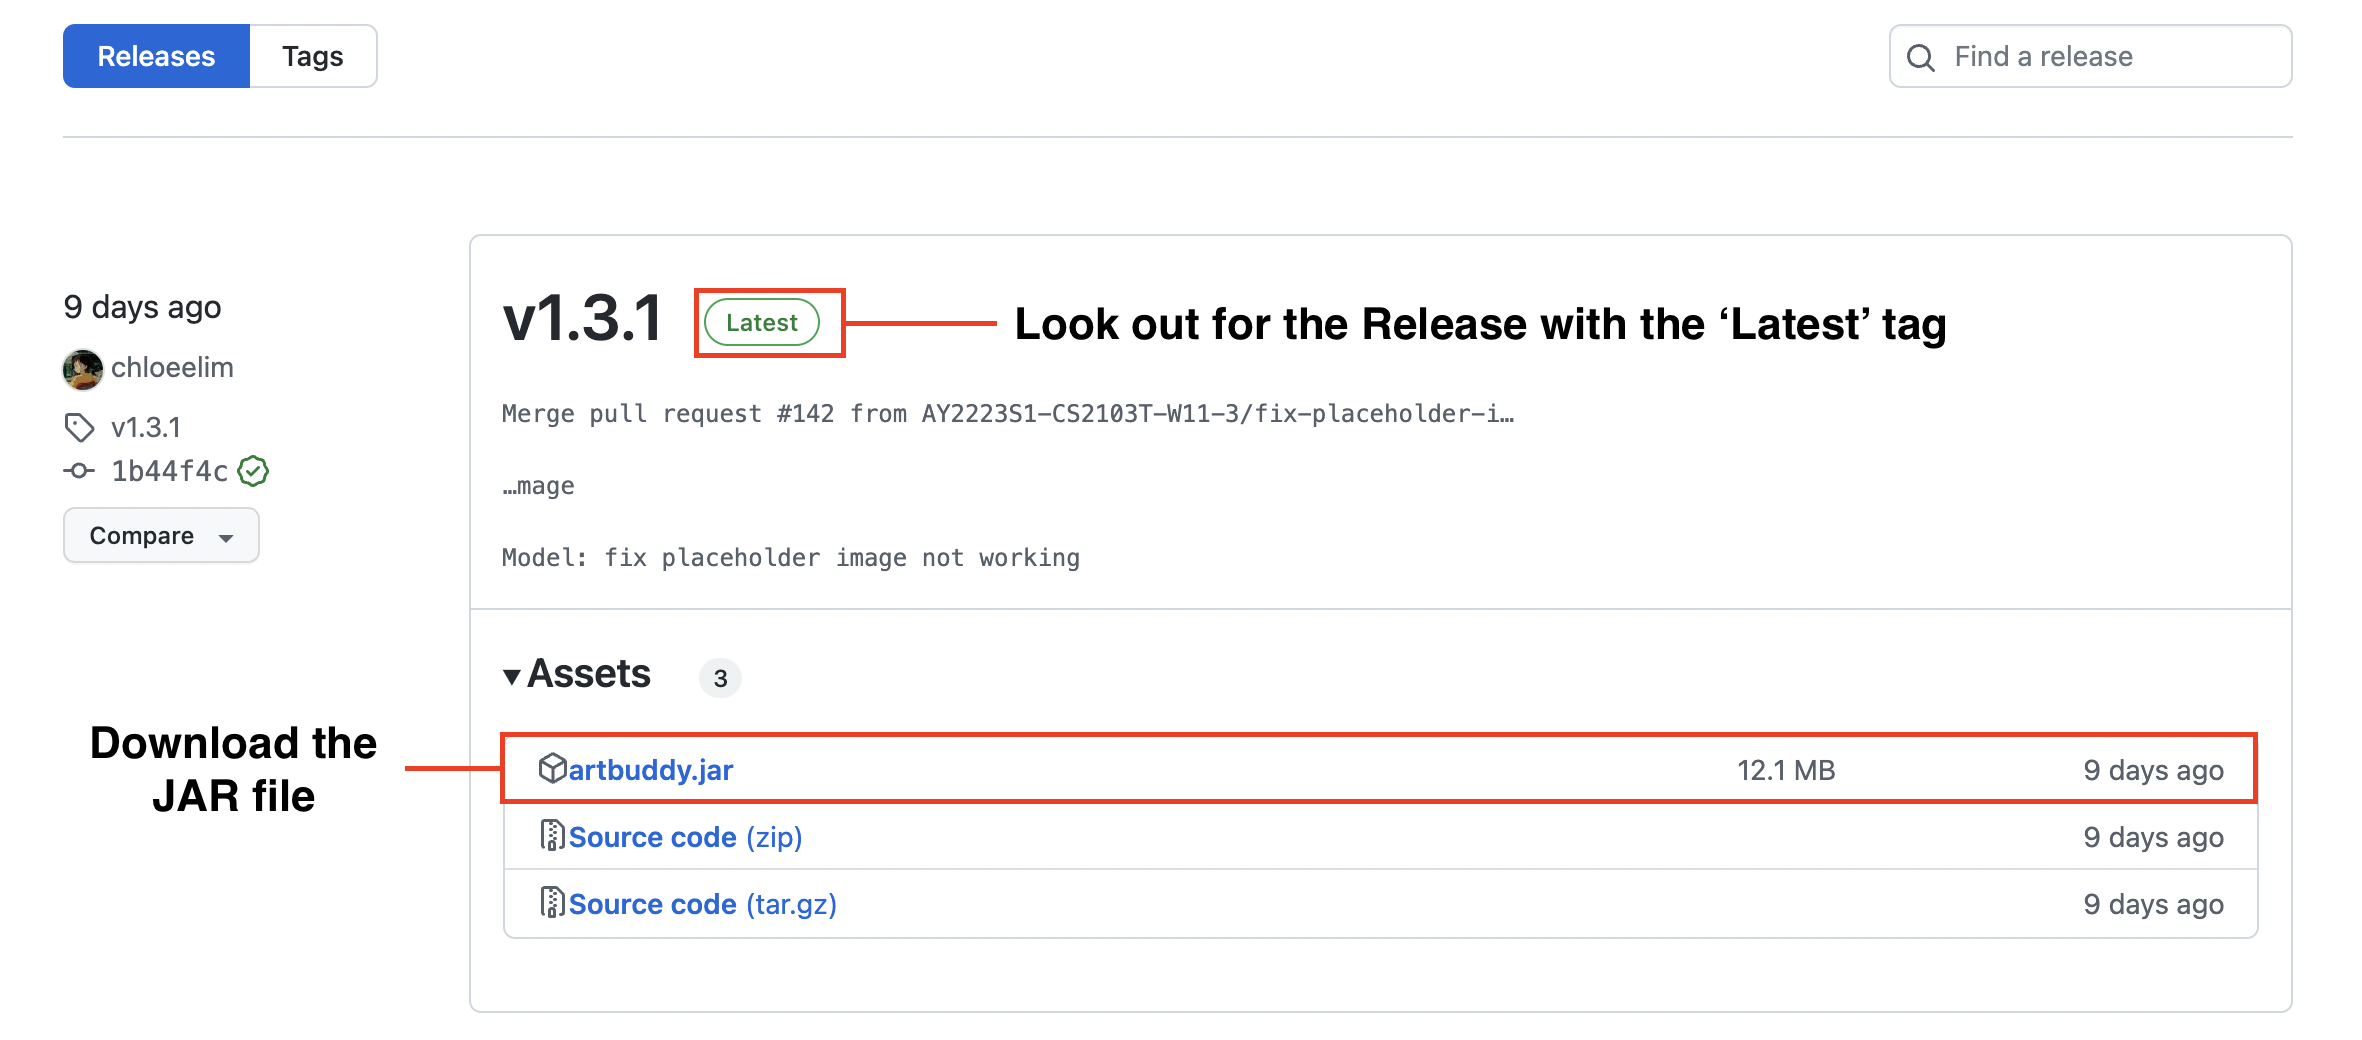 Releases Tags Find a release
9 days ago
chloeelim
v1.3.1
1b44f4c
Compare
v1.3.1 Latest Look out for the Release with the ‘Latest’ tag
Merge pull request #142 from AY2223S1-CS2103T-W11-3/fix-placeholder-i…
…mage
Model: fix placeholder image not working
Assets 3
Download the
JAR file
artbuddy.jar 12.1 MB 9 days ago
Source code (zip) 9 days ago
Source code (tar.gz) 9 days ago